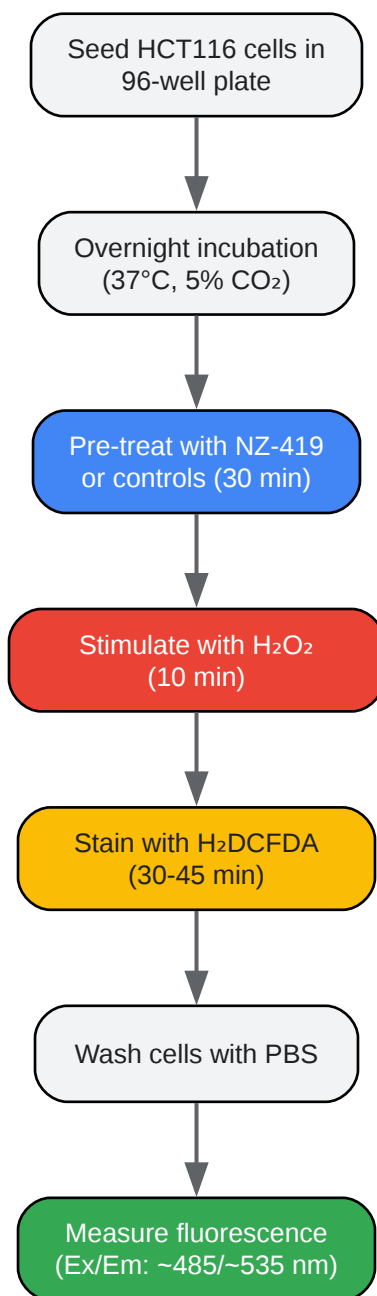 Seed HCT116 cells in
96-well plate
Overnight incubation
(37°C, 5% CO₂)
Pre-treat with NZ-419
or controls (30 min)
Stimulate with H₂O₂
(10 min)
Stain with H₂DCFDA
(30-45 min)
Wash cells with PBS
Measure fluorescence
(Ex/Em: ~485/~535 nm)